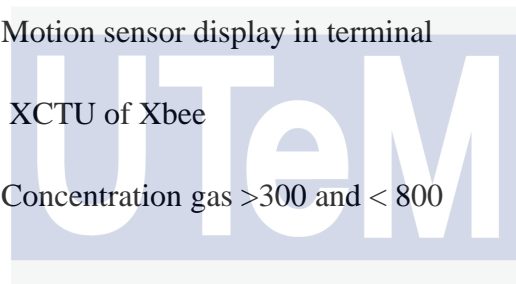 Motion sensor display in terminal
XCTU of Xbee
Concentration gas >300 and < 800
UTeM